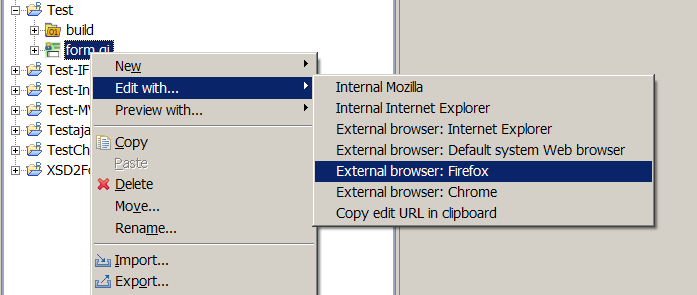 Test
build
form.gi
Test-IF
Test-In
Test-MV
Testaja
TestCh
XSD2Fo
New
Edit with...
Preview with...
Copy
Paste
Delete
Move...
Rename...
Import...
Export...
Internal Mozilla
Internal Internet Explorer
External browser: Internet Explorer
External browser: Default system Web browser
External browser: Firefox
External browser: Chrome
Copy edit URL in clipboard